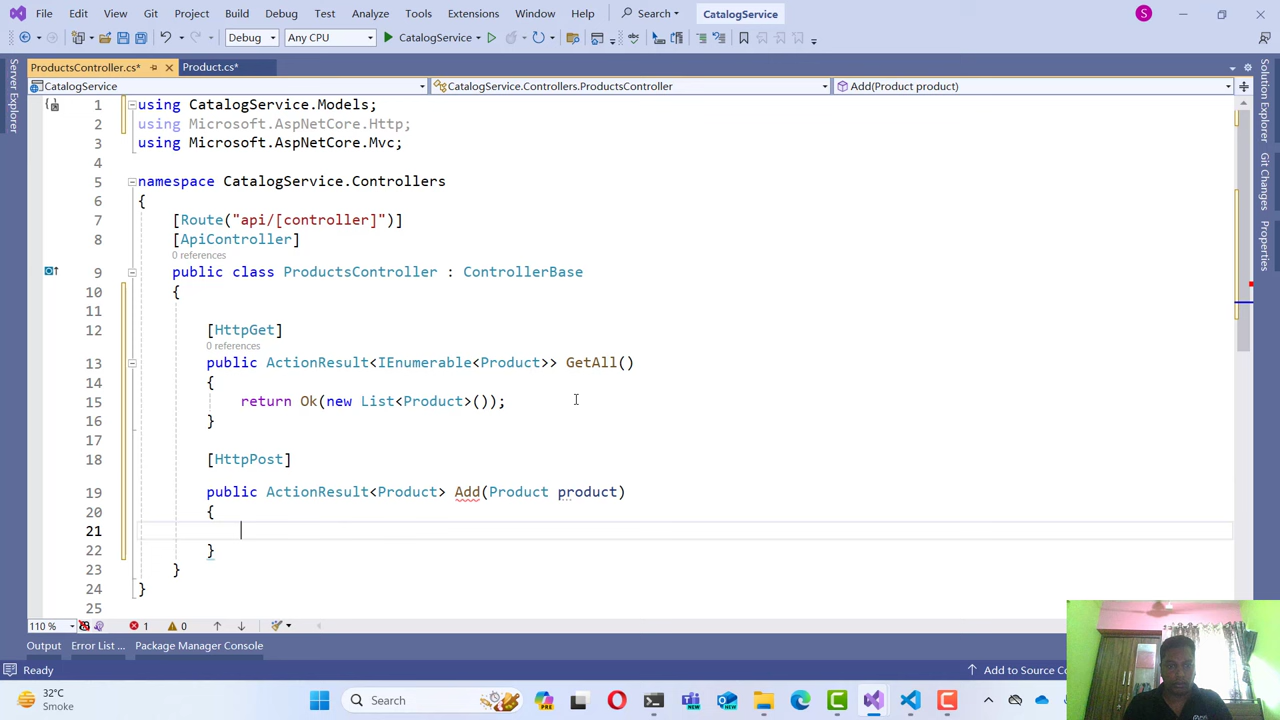 File Edit View Git Project Build Debug Test Analyze Tools Extensions Window Help Search CatalogService S
Debug Any CPU CatalogService
ProductsController.cs* Product.cs*
CatalogService CatalogService.Controllers.ProductsController Add(Product product)
Server Explorer
Solution Explorer
Git Changes
Properties
1 using CatalogService.Models;
2 using Microsoft.AspNetCore.Http;
3 using Microsoft.AspNetCore.Mvc;
4
5 namespace CatalogService.Controllers
6 {
7 [Route("api/[controller]")]
8 [ApiController]
0 references
9 public class ProductsController : ControllerBase
10 {
11
12 [HttpGet]
0 references
13 public ActionResult<IEnumerable<Product>> GetAll()
14 {
15 return Ok(new List<Product>());
16 }
17
18 [HttpPost]
19 public ActionResult<Product> Add(Product product)
20 {
21
22 }
23 }
24 }
25
110 % 1 0
Output Error List ... Package Manager Console
Ready Add to Source Co
32°C
Smoke
Search